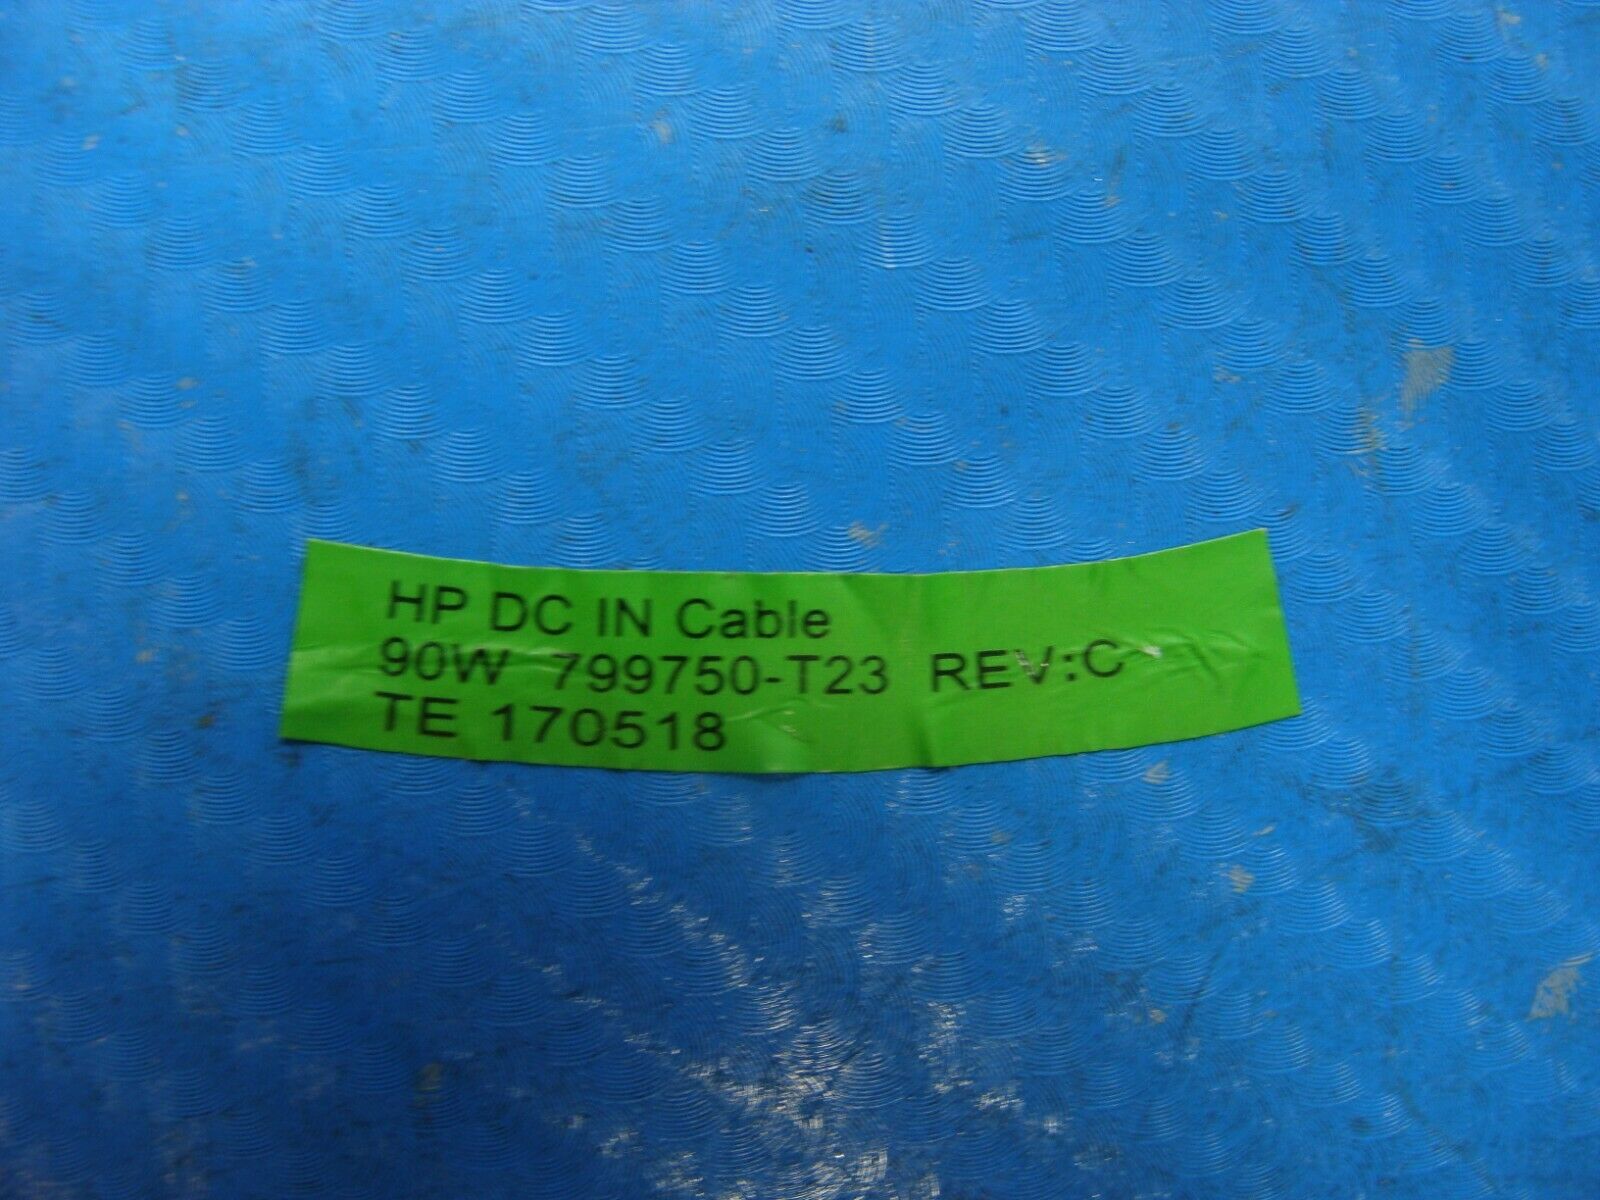 HP DC IN Cable
90W 799750-T23 REV:C
TE 170518